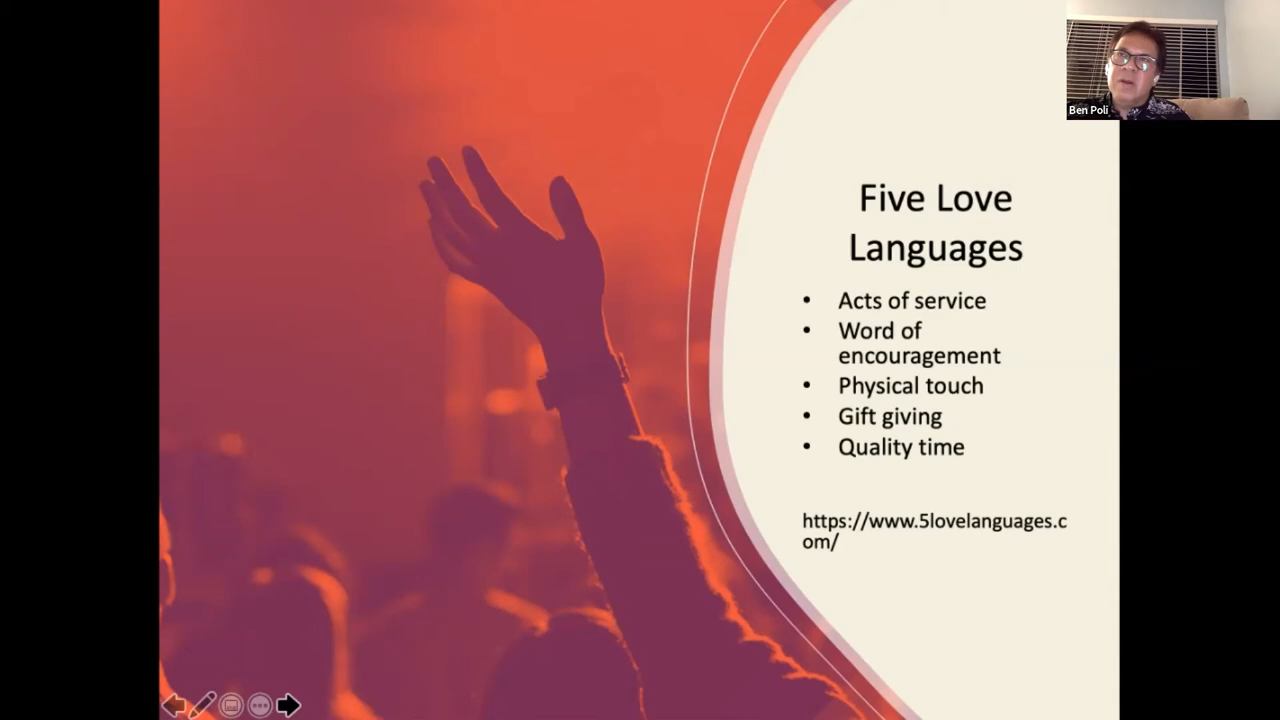 Ben Poli
Five Love
Languages
• Acts of service
• Word of
encouragement
• Physical touch
• Gift giving
• Quality time
https://www.5lovelanguages.c
om/